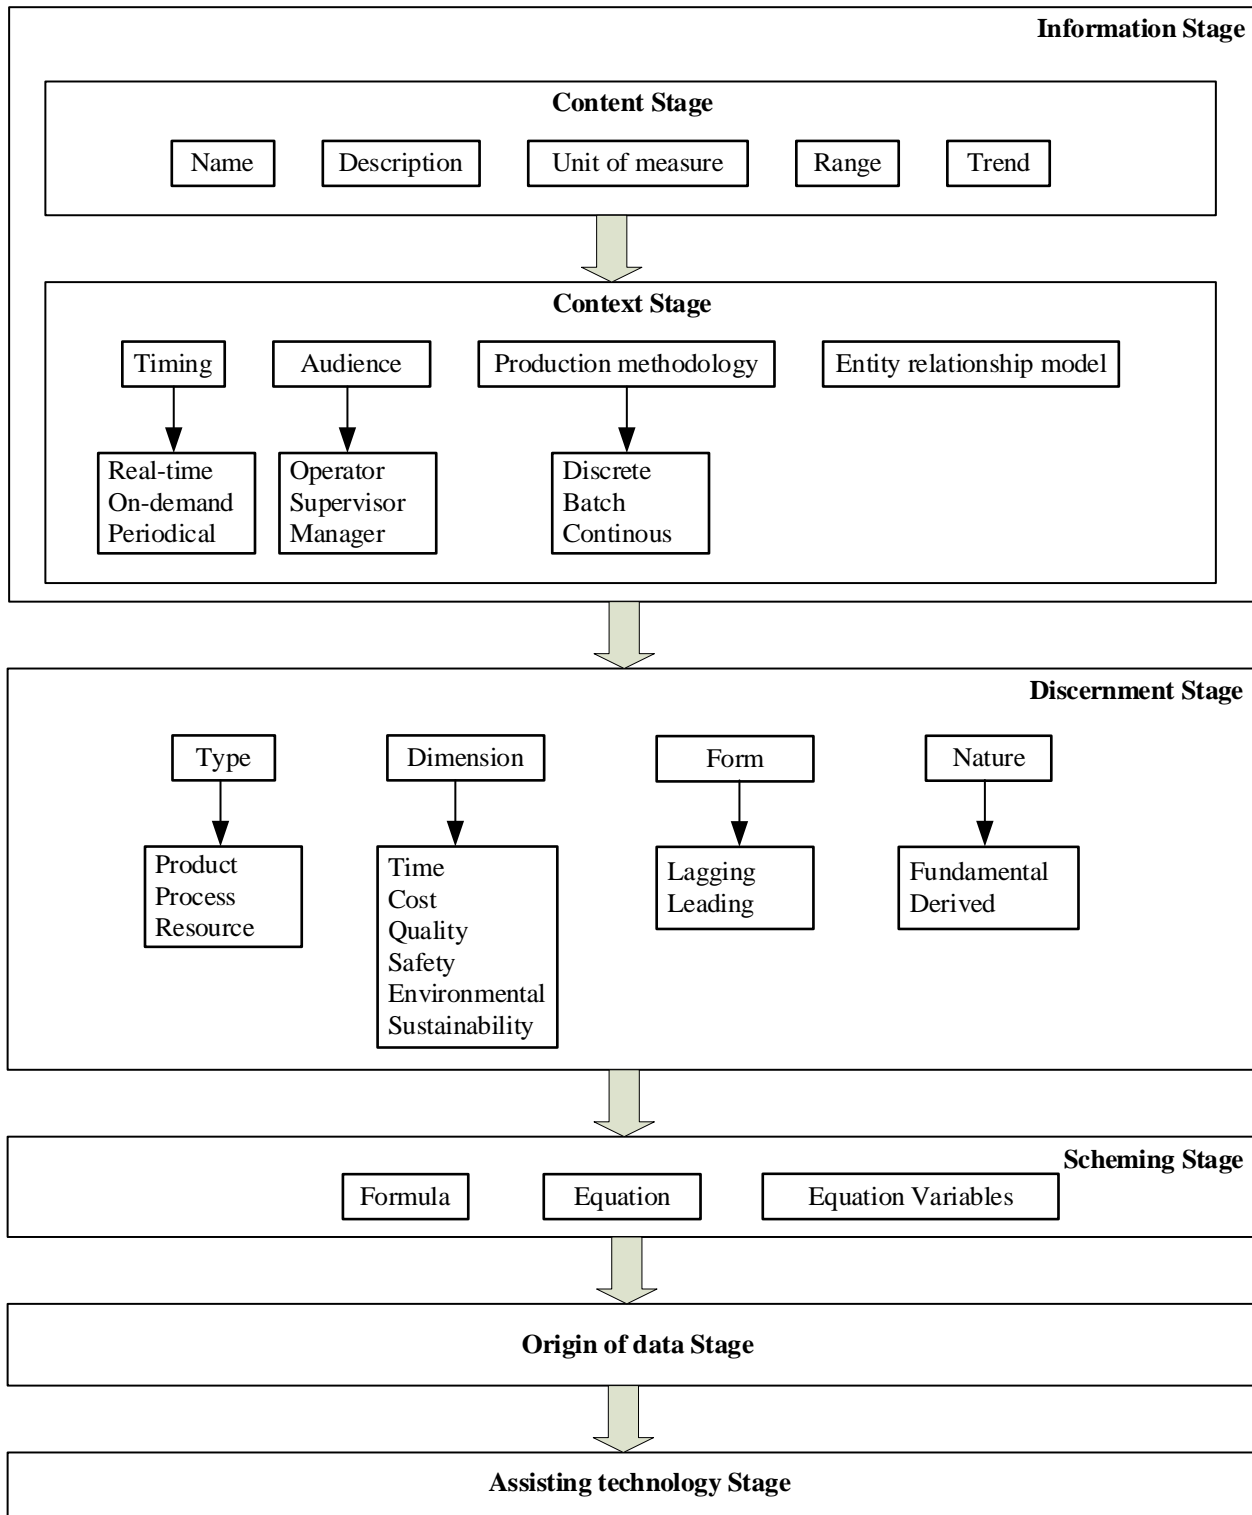 Information Stage
Content Stage
Name
Description
Unit of measure
Range
Trend
Context Stage
Timing
Audience
Production methodology
Entity relationship model
Real-time
On-demand
Periodical
Operator
Supervisor
Manager
Discrete
Batch
Continous
Discernment Stage
Type
Dimension
Form
Nature
Product
Process
Resource
Time
Cost
Quality
Safety
Environmental
Sustainability
Lagging
Leading
Fundamental
Derived
Scheming Stage
Formula
Equation
Equation Variables
Origin of data Stage
Assisting technology Stage